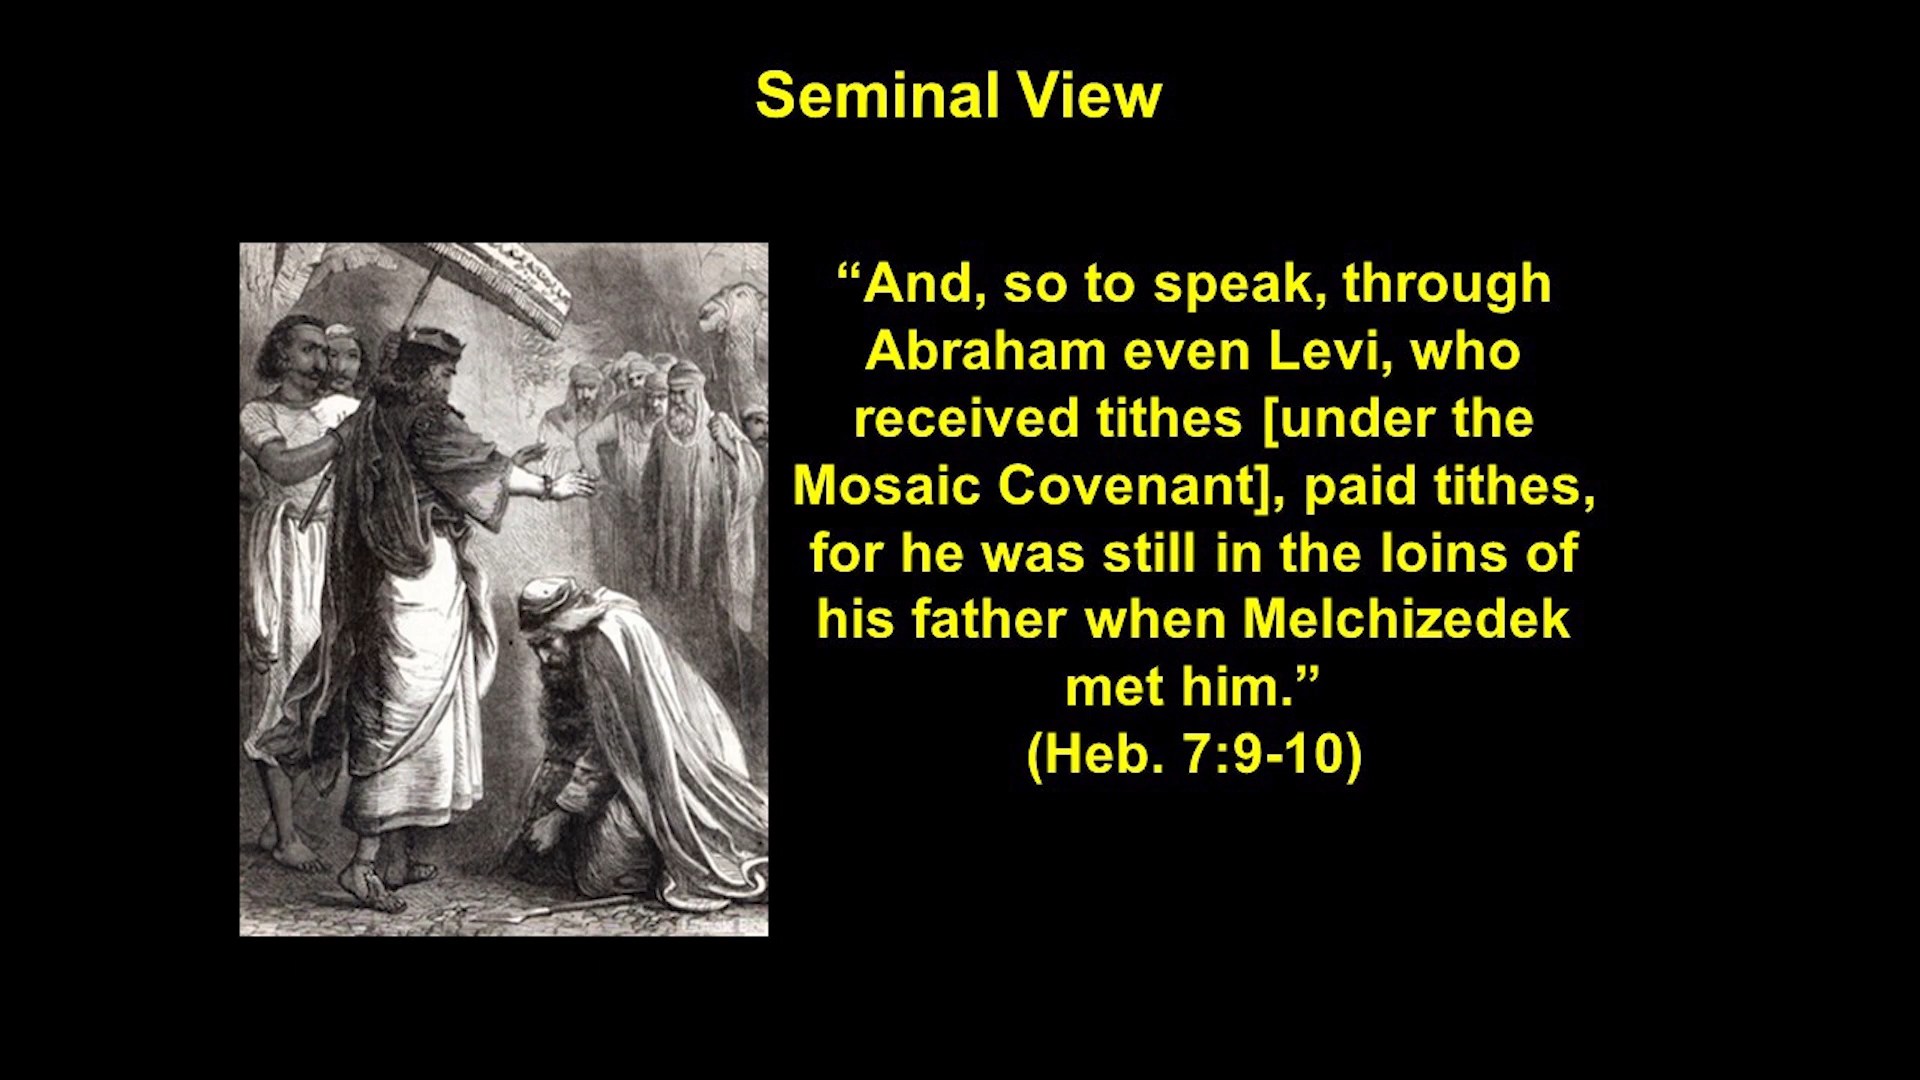 Seminal View
“And, so to speak, through
Abraham even Levi, who
received tithes [under the
Mosaic Covenant], paid tithes,
for he was still in the loins of
his father when Melchizedek
met him.”
(Heb. 7:9-10)